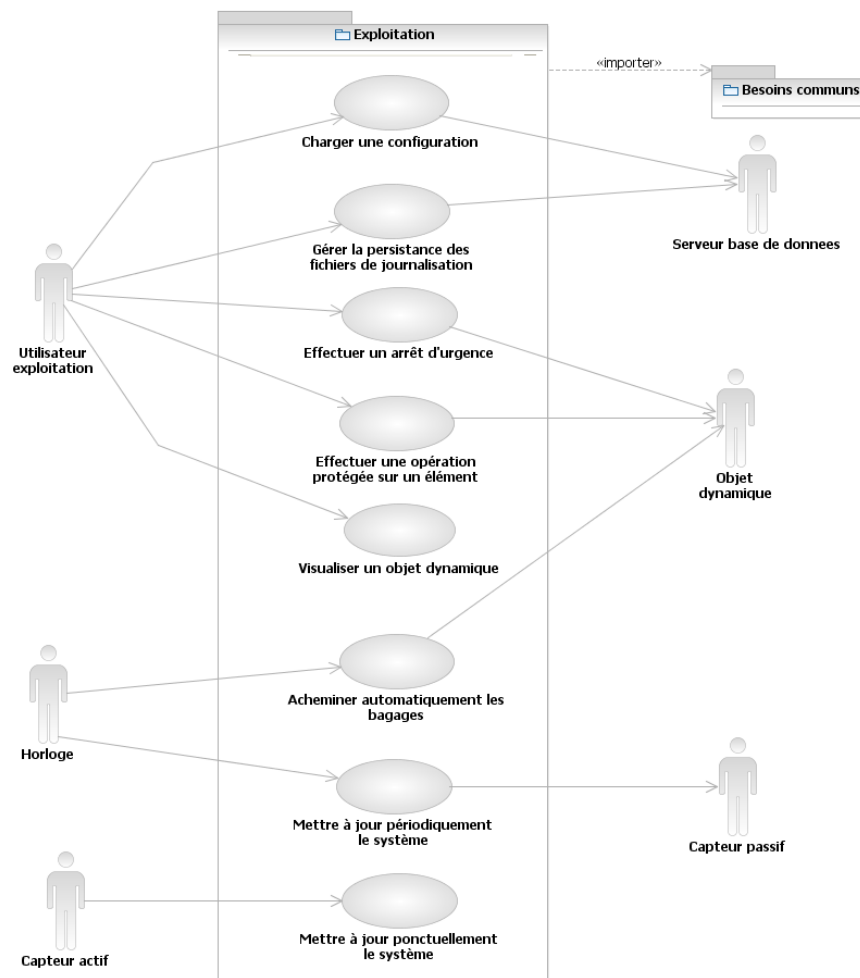 Exploitation
«importer»
Besoins communs
Charger une configuration
Serveur base de donnees
Gérer la persistance des
fichiers de journalisation
Utilisateur
exploitation
Effectuer un arrêt d'urgence
Effectuer une opération
protégée sur un élément
Objet
dynamique
Visualiser un objet dynamique
Acheminer automatiquement les
bagages
Horloge
Mettre à jour périodiquement
le système
Capteur passif
Capteur actif
Mettre à jour ponctuellement
le système